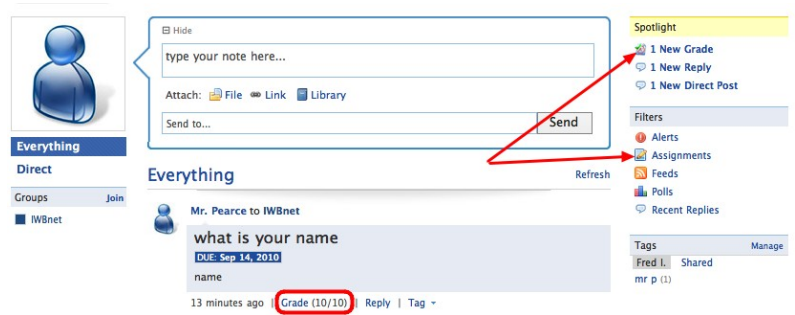 Hide
type your note here...
Attach: File Link Library
Send to... Send
Everything
Direct
Groups Join
IWBnet
Everything Refresh
Mr. Pearce to IWBnet
what is your name
DUE: Sep 14, 2010
name
13 minutes ago | Grade (10/10) | Reply | Tag
Spotlight
1 New Grade
1 New Reply
1 New Direct Post
Filters
Alerts
Assignments
Feeds
Polls
Recent Replies
Tags Manage
Fred I. Shared
mr p (1)